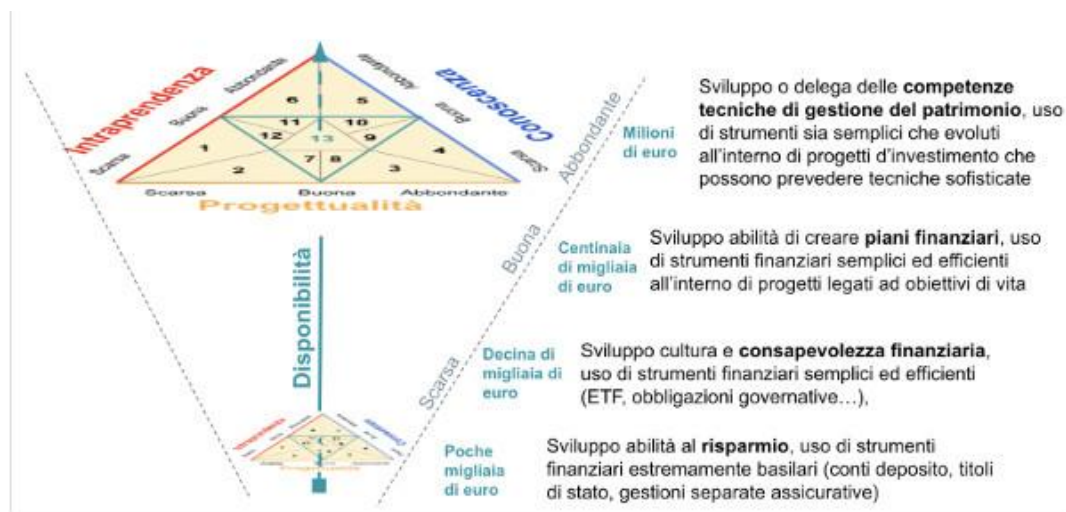 Intraprendenza
Scarsa
Buona
Abbondante
Conoscenza
Abbondante
Buona
Scarsa
6
5
11
10
12
13
9
1
4
7
8
2
3
Scarsa
Buona
Abbondante
Progettualità
Disponibilità
Abbondante
Buona
Scarsa
Milioni
di euro
Sviluppo o delega delle competenze
tecniche di gestione del patrimonio, uso
di strumenti sia semplici che evoluti
all'interno di progetti d'investimento che
possono prevedere tecniche sofisticate
Centinaia
di migliaia
di euro
Sviluppo abilità di creare piani finanziari, uso
di strumenti finanziari semplici ed efficienti
all'interno di progetti legati ad obiettivi di vita
Decina di
migliaia di
euro
Sviluppo cultura e consapevolezza finanziaria,
uso di strumenti finanziari semplici ed efficienti
(ETF, obbligazioni governative…),
Intraprendenza
Conoscenza
Progettualità
Poche
migliaia
di euro
Sviluppo abilità al risparmio, uso di strumenti
finanziari estremamente basilari (conti deposito, titoli
di stato, gestioni separate assicurative)